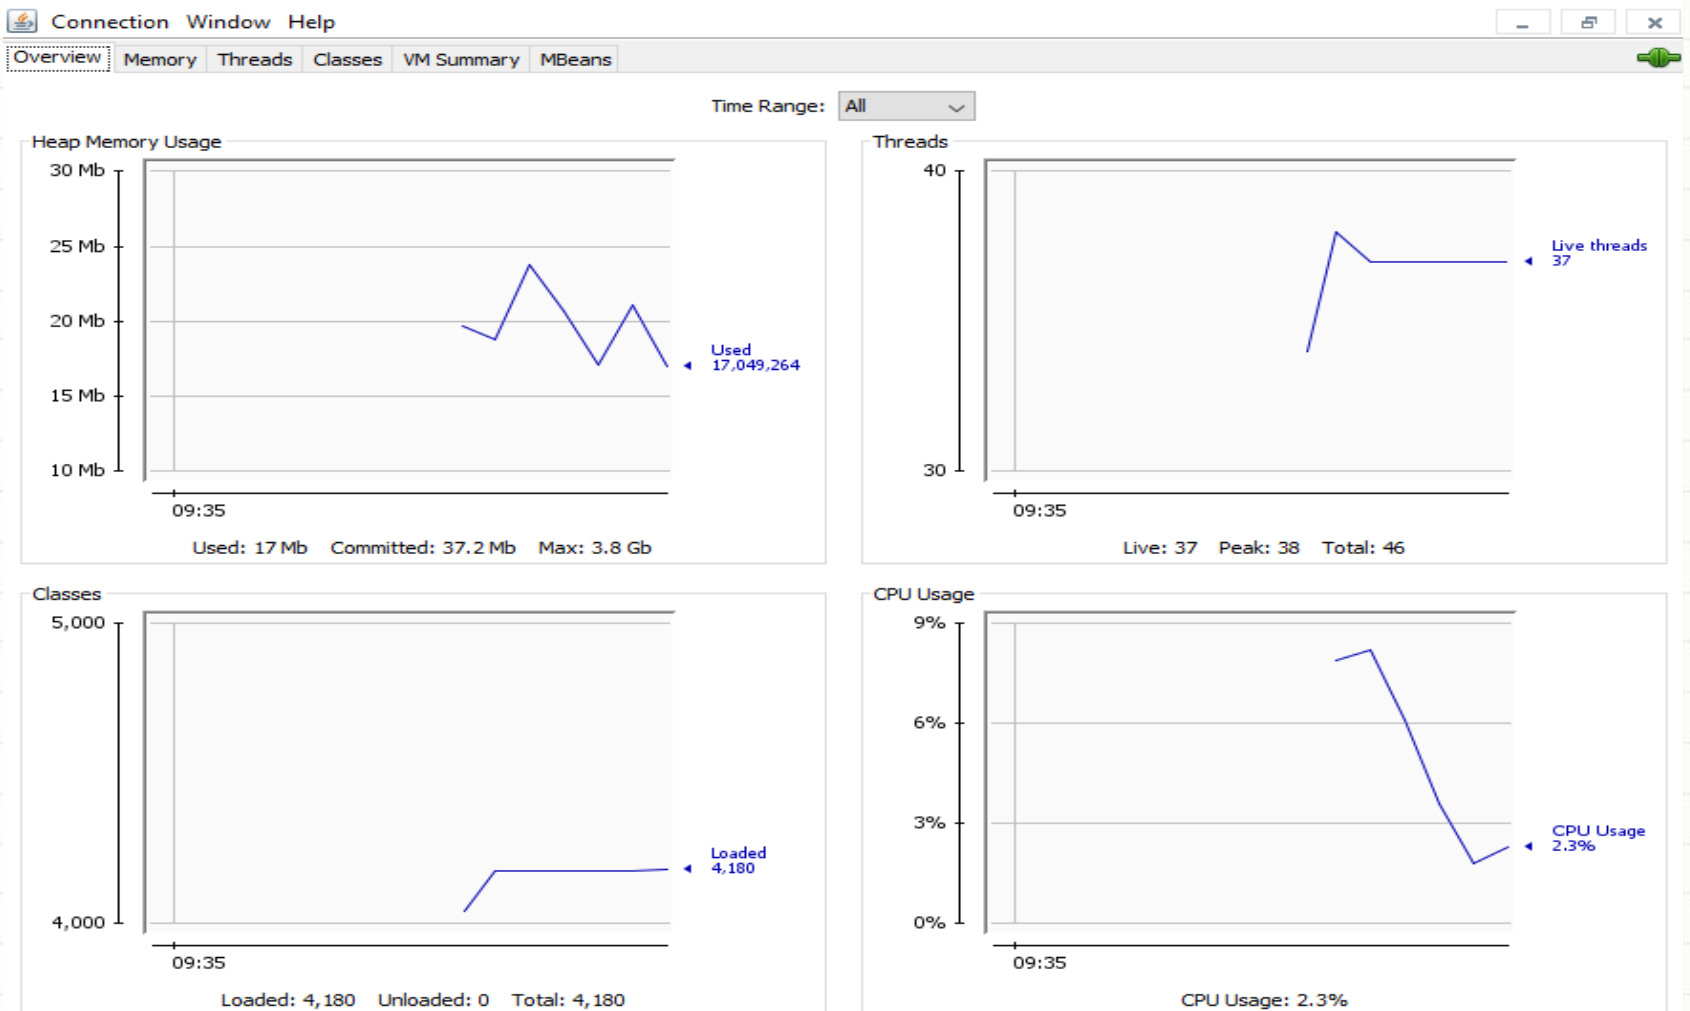 Connection Window Help
Overview Memory Threads Classes VM Summary MBeans
Time Range: All
Heap Memory Usage
30 Mb
25 Mb
20 Mb
15 Mb
10 Mb
Used
17,049,264
09:35
Used: 17 Mb Committed: 37.2 Mb Max: 3.8 Gb
Threads
40
30
Live threads
37
09:35
Live: 37 Peak: 38 Total: 46
Classes
5,000
4,000
Loaded
4,180
09:35
Loaded: 4,180 Unloaded: 0 Total: 4,180
CPU Usage
9%
6%
3%
0%
CPU Usage
2.3%
09:35
CPU Usage: 2.3%